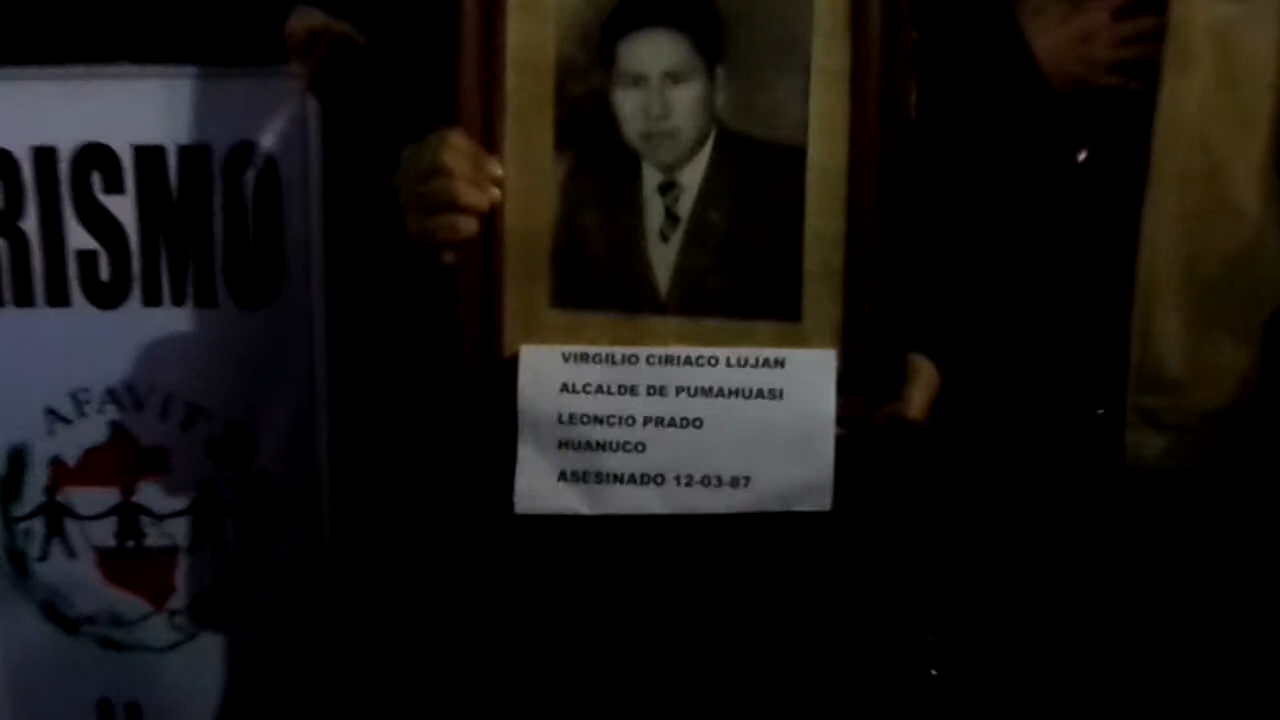 RISMO
AFAVIT
VIRGILIO CIRIACO LUJAN
ALCALDE DE PUMAHUASI
LEONCIO PRADO
HUANUCO
ASESINADO 12-03-87